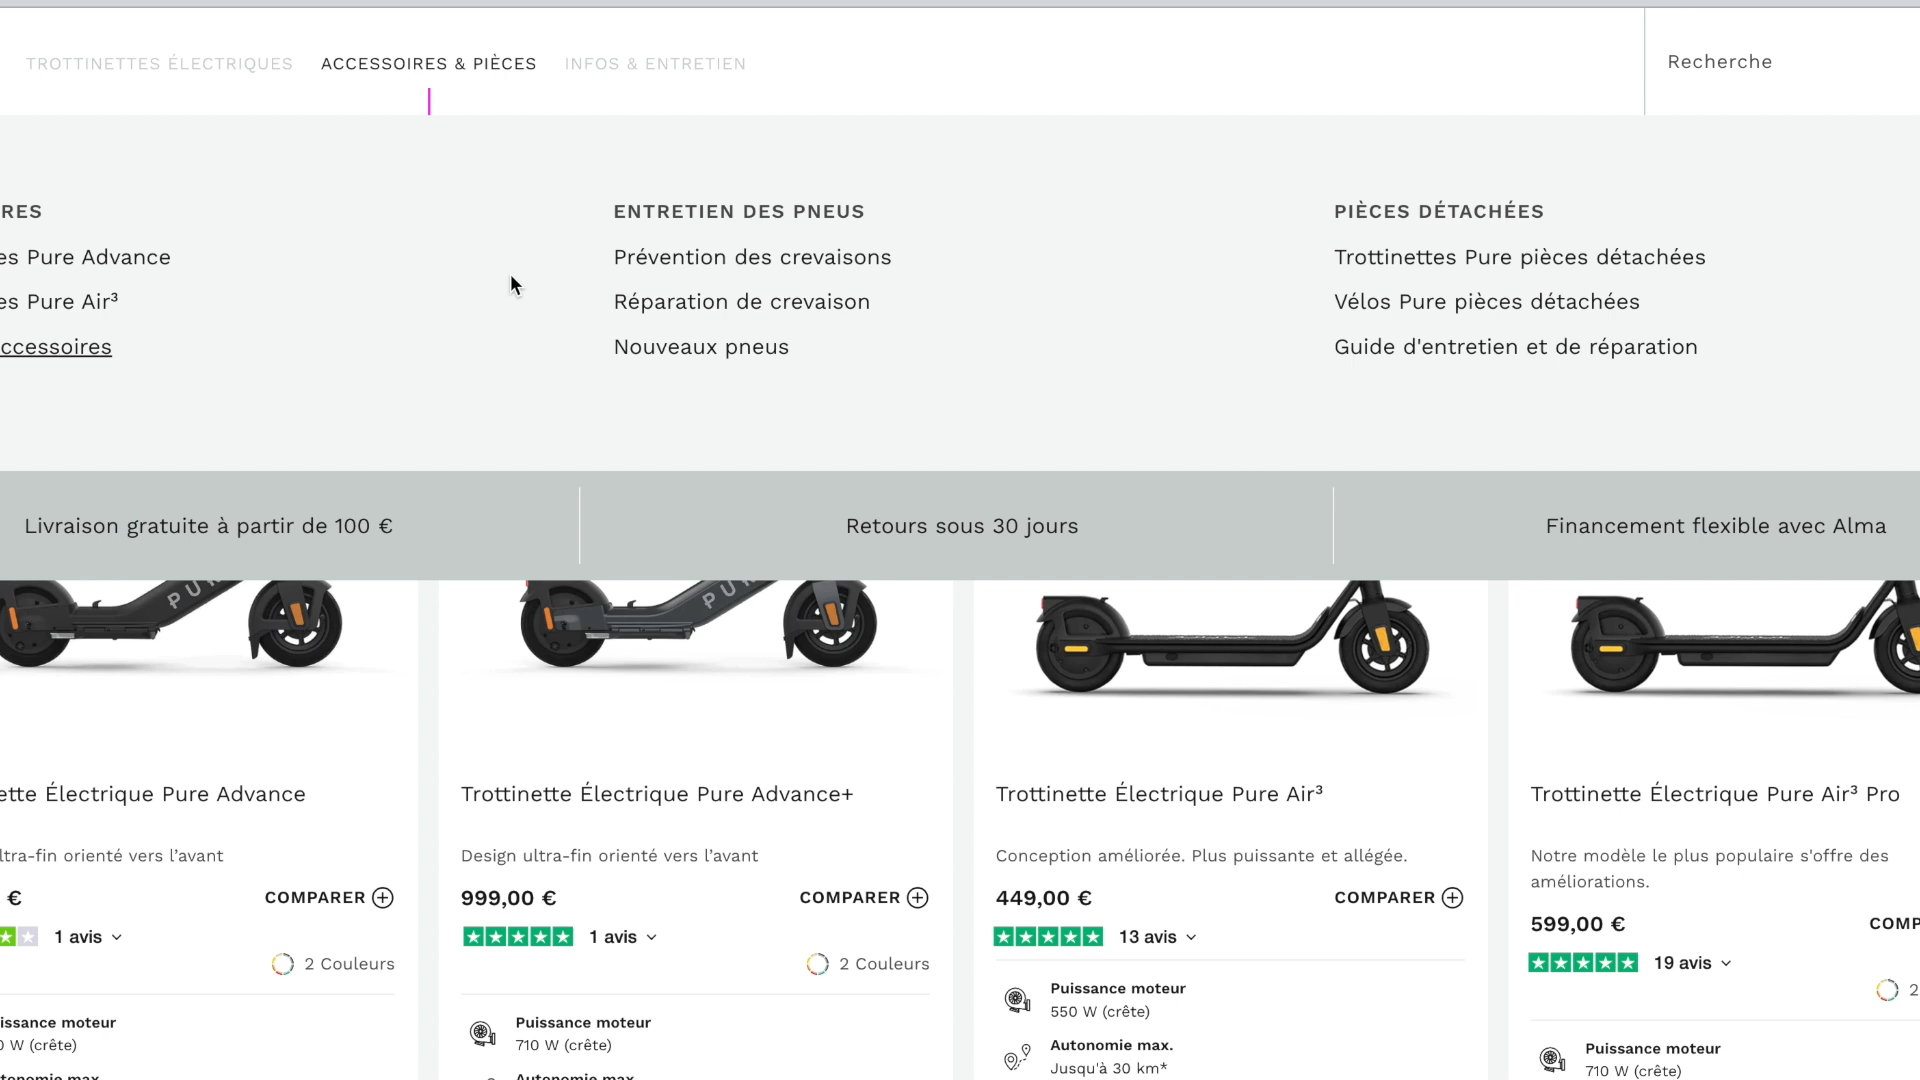 TROTTINETTES ÉLECTRIQUES
ACCESSOIRES & PIÈCES
INFOS & ENTRETIEN
Recherche
RES
es Pure Advance
es Pure Air³
ccessoires
ENTRETIEN DES PNEUS
Prévention des crevaisons
Réparation de crevaison
Nouveaux pneus
PIÈCES DÉTACHÉES
Trottinettes Pure pièces détachées
Vélos Pure pièces détachées
Guide d'entretien et de réparation
Livraison gratuite à partir de 100 €
Retours sous 30 jours
Financement flexible avec Alma
ette Électrique Pure Advance
ltra-fin orienté vers l’avant
€
COMPARER
1 avis
2 Couleurs
issance moteur
0 W (crête)
tonomie max.
Trottinette Électrique Pure Advance+
Design ultra-fin orienté vers l’avant
999,00 €
COMPARER
1 avis
2 Couleurs
Puissance moteur
710 W (crête)
Autonomie max.
Trottinette Électrique Pure Air³
Conception améliorée. Plus puissante et allégée.
449,00 €
COMPARER
13 avis
Puissance moteur
550 W (crête)
Autonomie max.
Jusqu'à 30 km*
Trottinette Électrique Pure Air³ Pro
Notre modèle le plus populaire s'offre des
améliorations.
599,00 €
COMP
19 avis
2
Puissance moteur
710 W (crête)